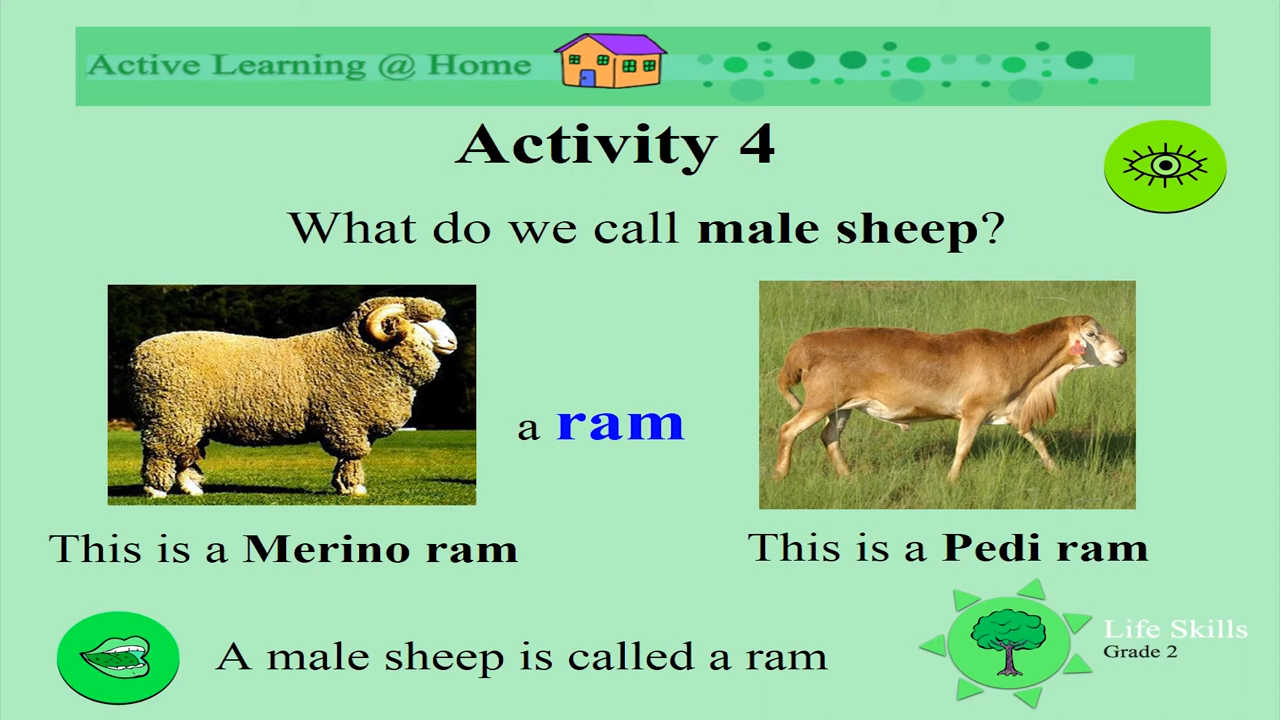 Active Learning @ Home
Activity 4
What do we call male sheep?
a ram
This is a Merino ram
This is a Pedi ram
A male sheep is called a ram
Life Skills
Grade 2